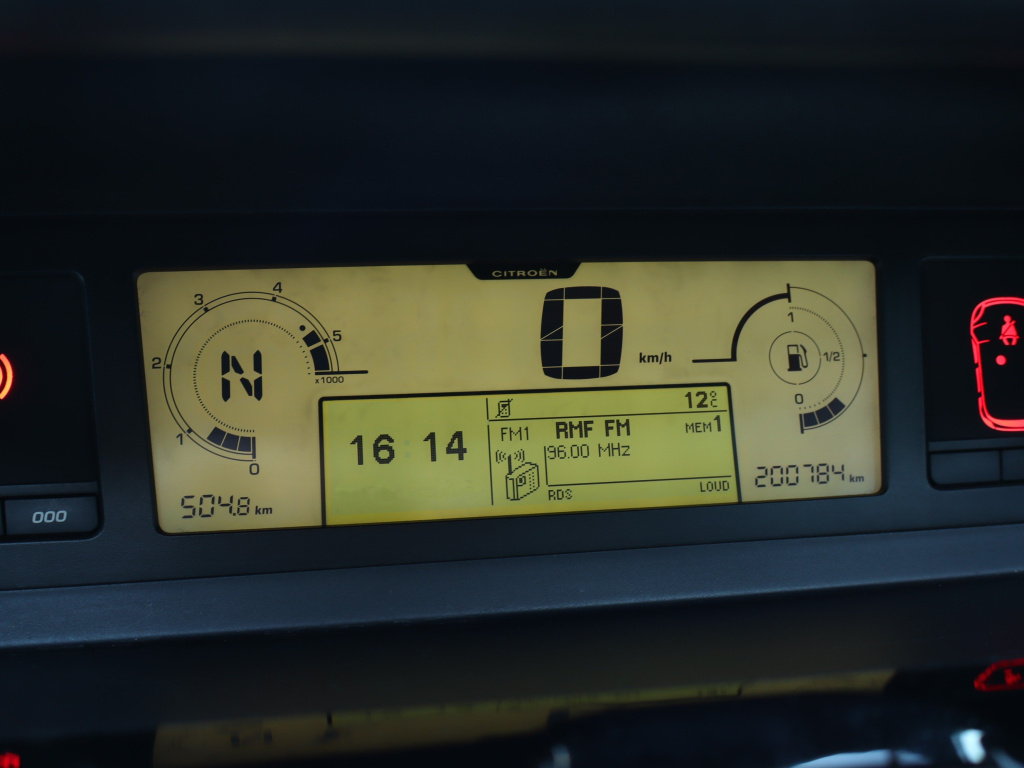 CITROËN
4
3
5
2
x1000
N
1
0
504.8 km
000
0
km/h
1
1/2
0
12°C
16 14
FM1 RMF FM MEM1
96.00 MHz
RDS LOUD
200784 km